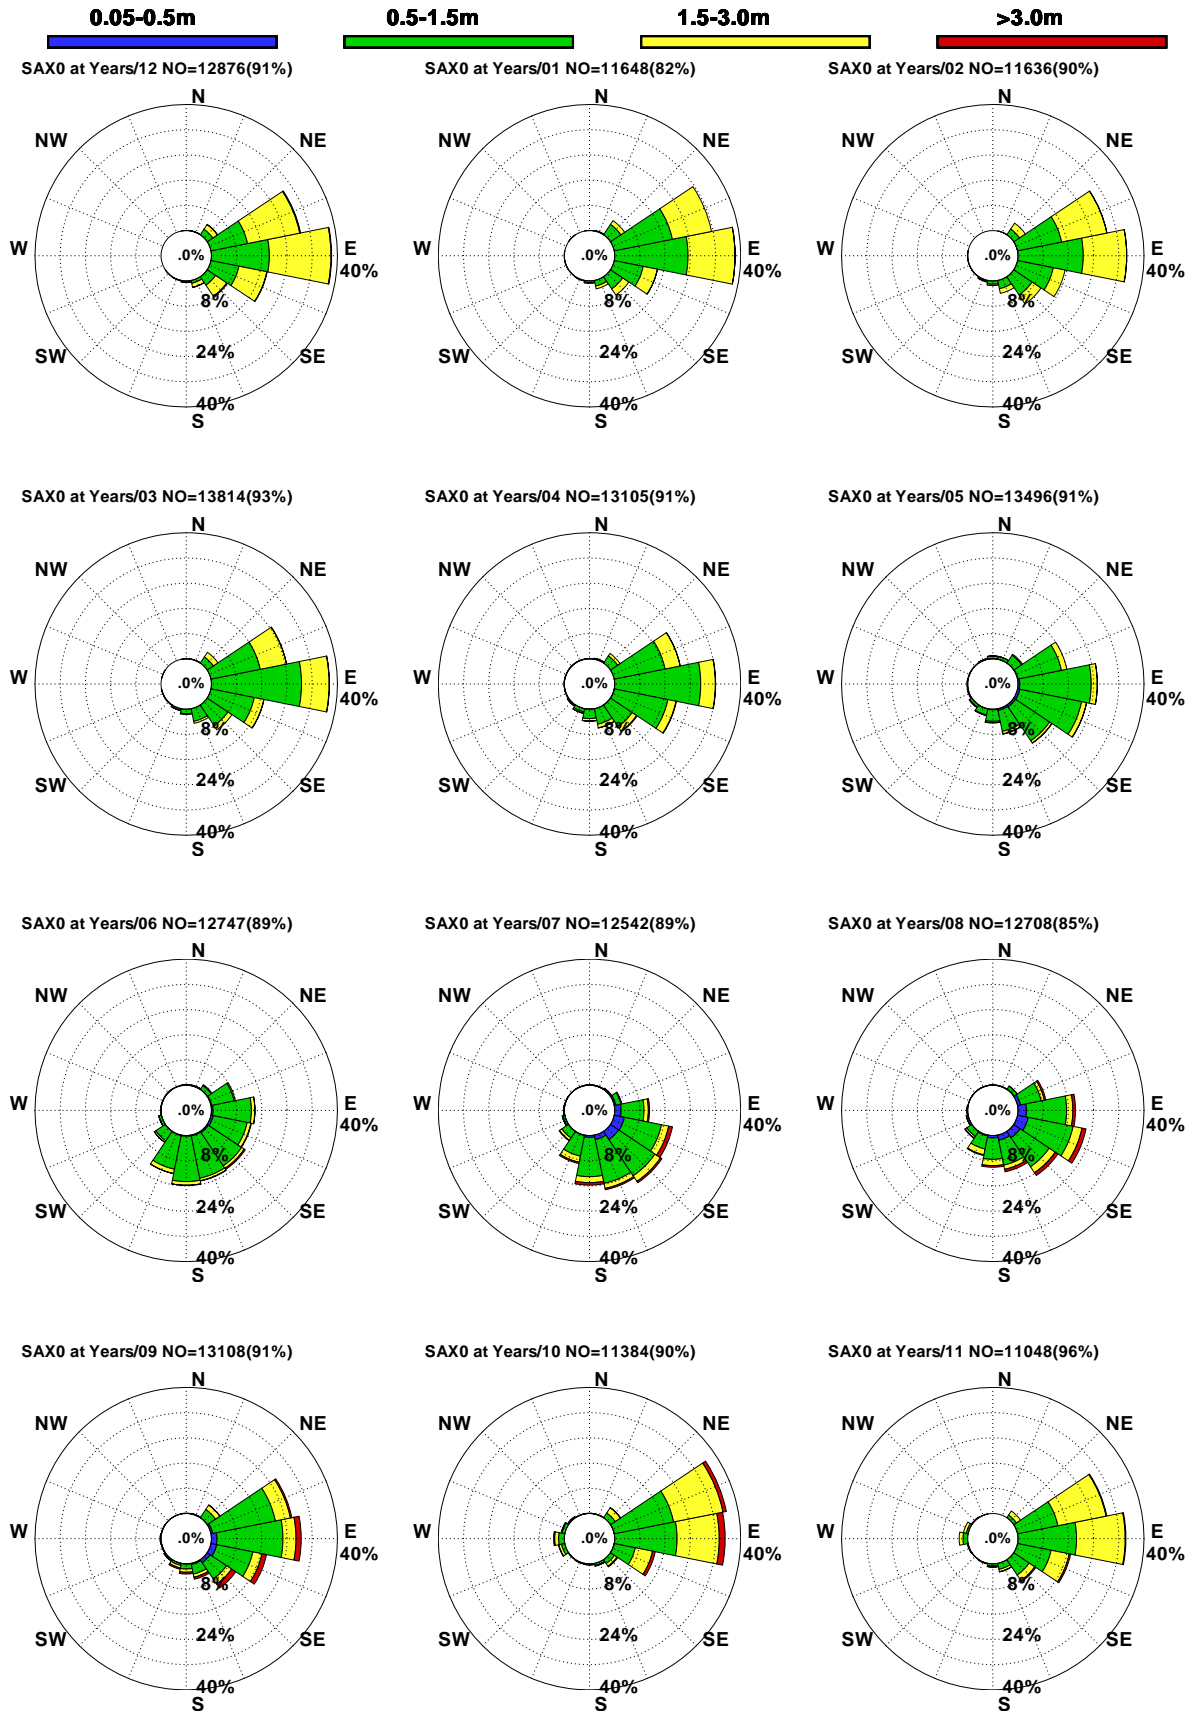 0.05-0.5m 0.5-1.5m 1.5-3.0m >3.0m
SAX0 at Years/12 NO=12876(91%) SAX0 at Years/01 NO=11648(82%) SAX0 at Years/02 NO=11636(90%)
N N N
NW NE NW NE NW NE
W .0% E W .0% E W .0% E
40% 40% 40%
8% 8% 8%
SW 24% SE SW 24% SE SW 24% SE
40% 40% 40%
S S S
SAX0 at Years/03 NO=13814(93%) SAX0 at Years/04 NO=13105(91%) SAX0 at Years/05 NO=13496(91%)
N N N
NW NE NW NE NW NE
W .0% E W .0% E W .0% E
40% 40% 40%
8% 8% 8%
SW 24% SE SW 24% SE SW 24% SE
40% 40% 40%
S S S
SAX0 at Years/06 NO=12747(89%) SAX0 at Years/07 NO=12542(89%) SAX0 at Years/08 NO=12708(85%)
N N N
NW NE NW NE NW NE
W .0% E W .0% E W .0% E
40% 40% 40%
8% 8% 8%
SW 24% SE SW 24% SE SW 24% SE
40% 40% 40%
S S S
SAX0 at Years/09 NO=13108(91%) SAX0 at Years/10 NO=11384(90%) SAX0 at Years/11 NO=11048(96%)
N N N
NW NE NW NE NW NE
W .0% E W .0% E W .0% E
40% 40% 40%
8% 8% 8%
SW 24% SE SW 24% SE SW 24% SE
40% 40% 40%
S S S